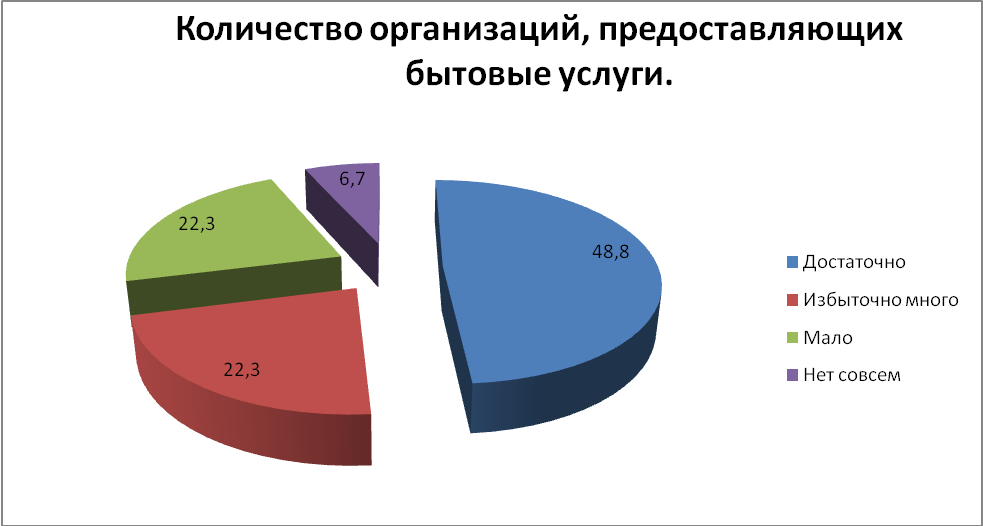 Количество организаций, предоставляющих
бытовые услуги.
6,7
22,3
48,8
22,3
Достаточно
Избыточно много
Мало
Нет совсем